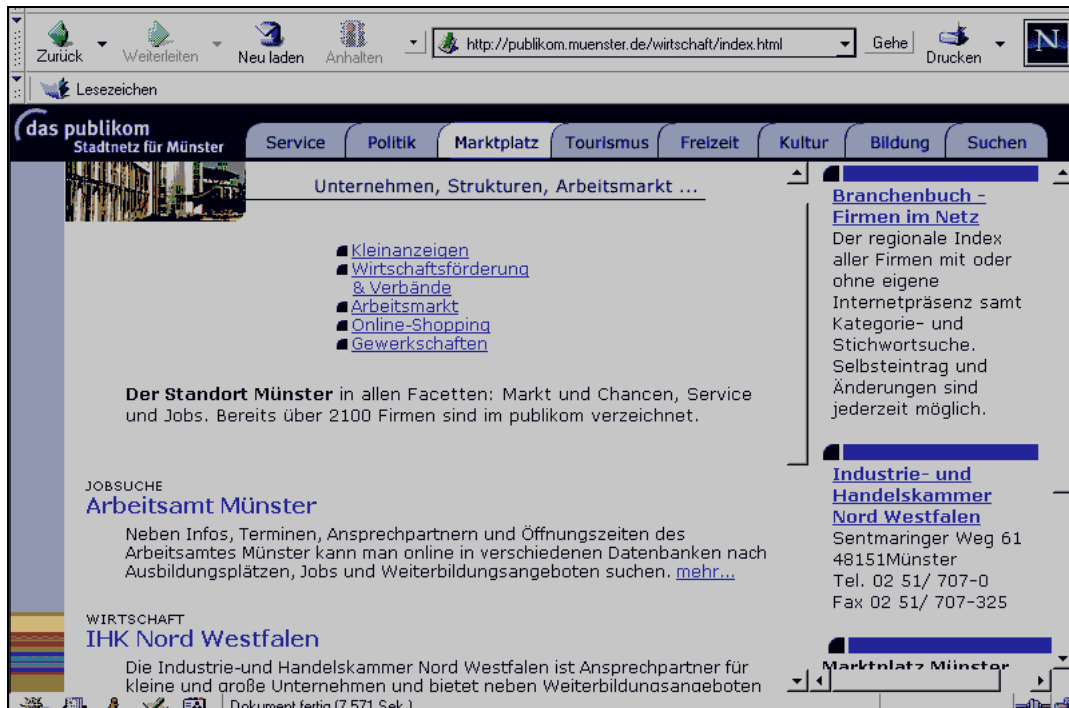 Zurück
Weiterleiten
Neu laden
Anhalten
http://publikom.muenster.de/wirtschaft/index.html
Gehe
Drucken
N
Lesezeichen
das publikom
Stadtnetz für Münster
Service
Politik
Marktplatz
Tourismus
Freizeit
Kultur
Bildung
Suchen
Unternehmen, Strukturen, Arbeitsmarkt ...
Kleinanzeigen
Wirtschaftsförderung
& Verbände
Arbeitsmarkt
Online-Shopping
Gewerkschaften
Der Standort Münster in allen Facetten: Markt und Chancen, Service
und Jobs. Bereits über 2100 Firmen sind im publikom verzeichnet.
JOBSUCHE
Arbeitsamt Münster
Neben Infos, Terminen, Ansprechpartnern und Öffnungszeiten des
Arbeitsamtes Münster kann man online in verschiedenen Datenbanken nach
Ausbildungsplätzen, Jobs und Weiterbildungsangeboten suchen. mehr...
WIRTSCHAFT
IHK Nord Westfalen
Die Industrie-und Handelskammer Nord Westfalen ist Ansprechpartner für
kleine und große Unternehmen und bietet neben Weiterbildungsangeboten
Branchenbuch -
Firmen im Netz
Der regionale Index
aller Firmen mit oder
ohne eigene
Internetpräsenz samt
Kategorie- und
Stichwortsuche.
Selbsteintrag und
Änderungen sind
jederzeit möglich.
Industrie- und
Handelskammer
Nord Westfalen
Sentmaringer Weg 61
48151Münster
Tel. 02 51/ 707-0
Fax 02 51/ 707-325
Marktplatz Münster
Dokument fertig (7.571 Sek.)